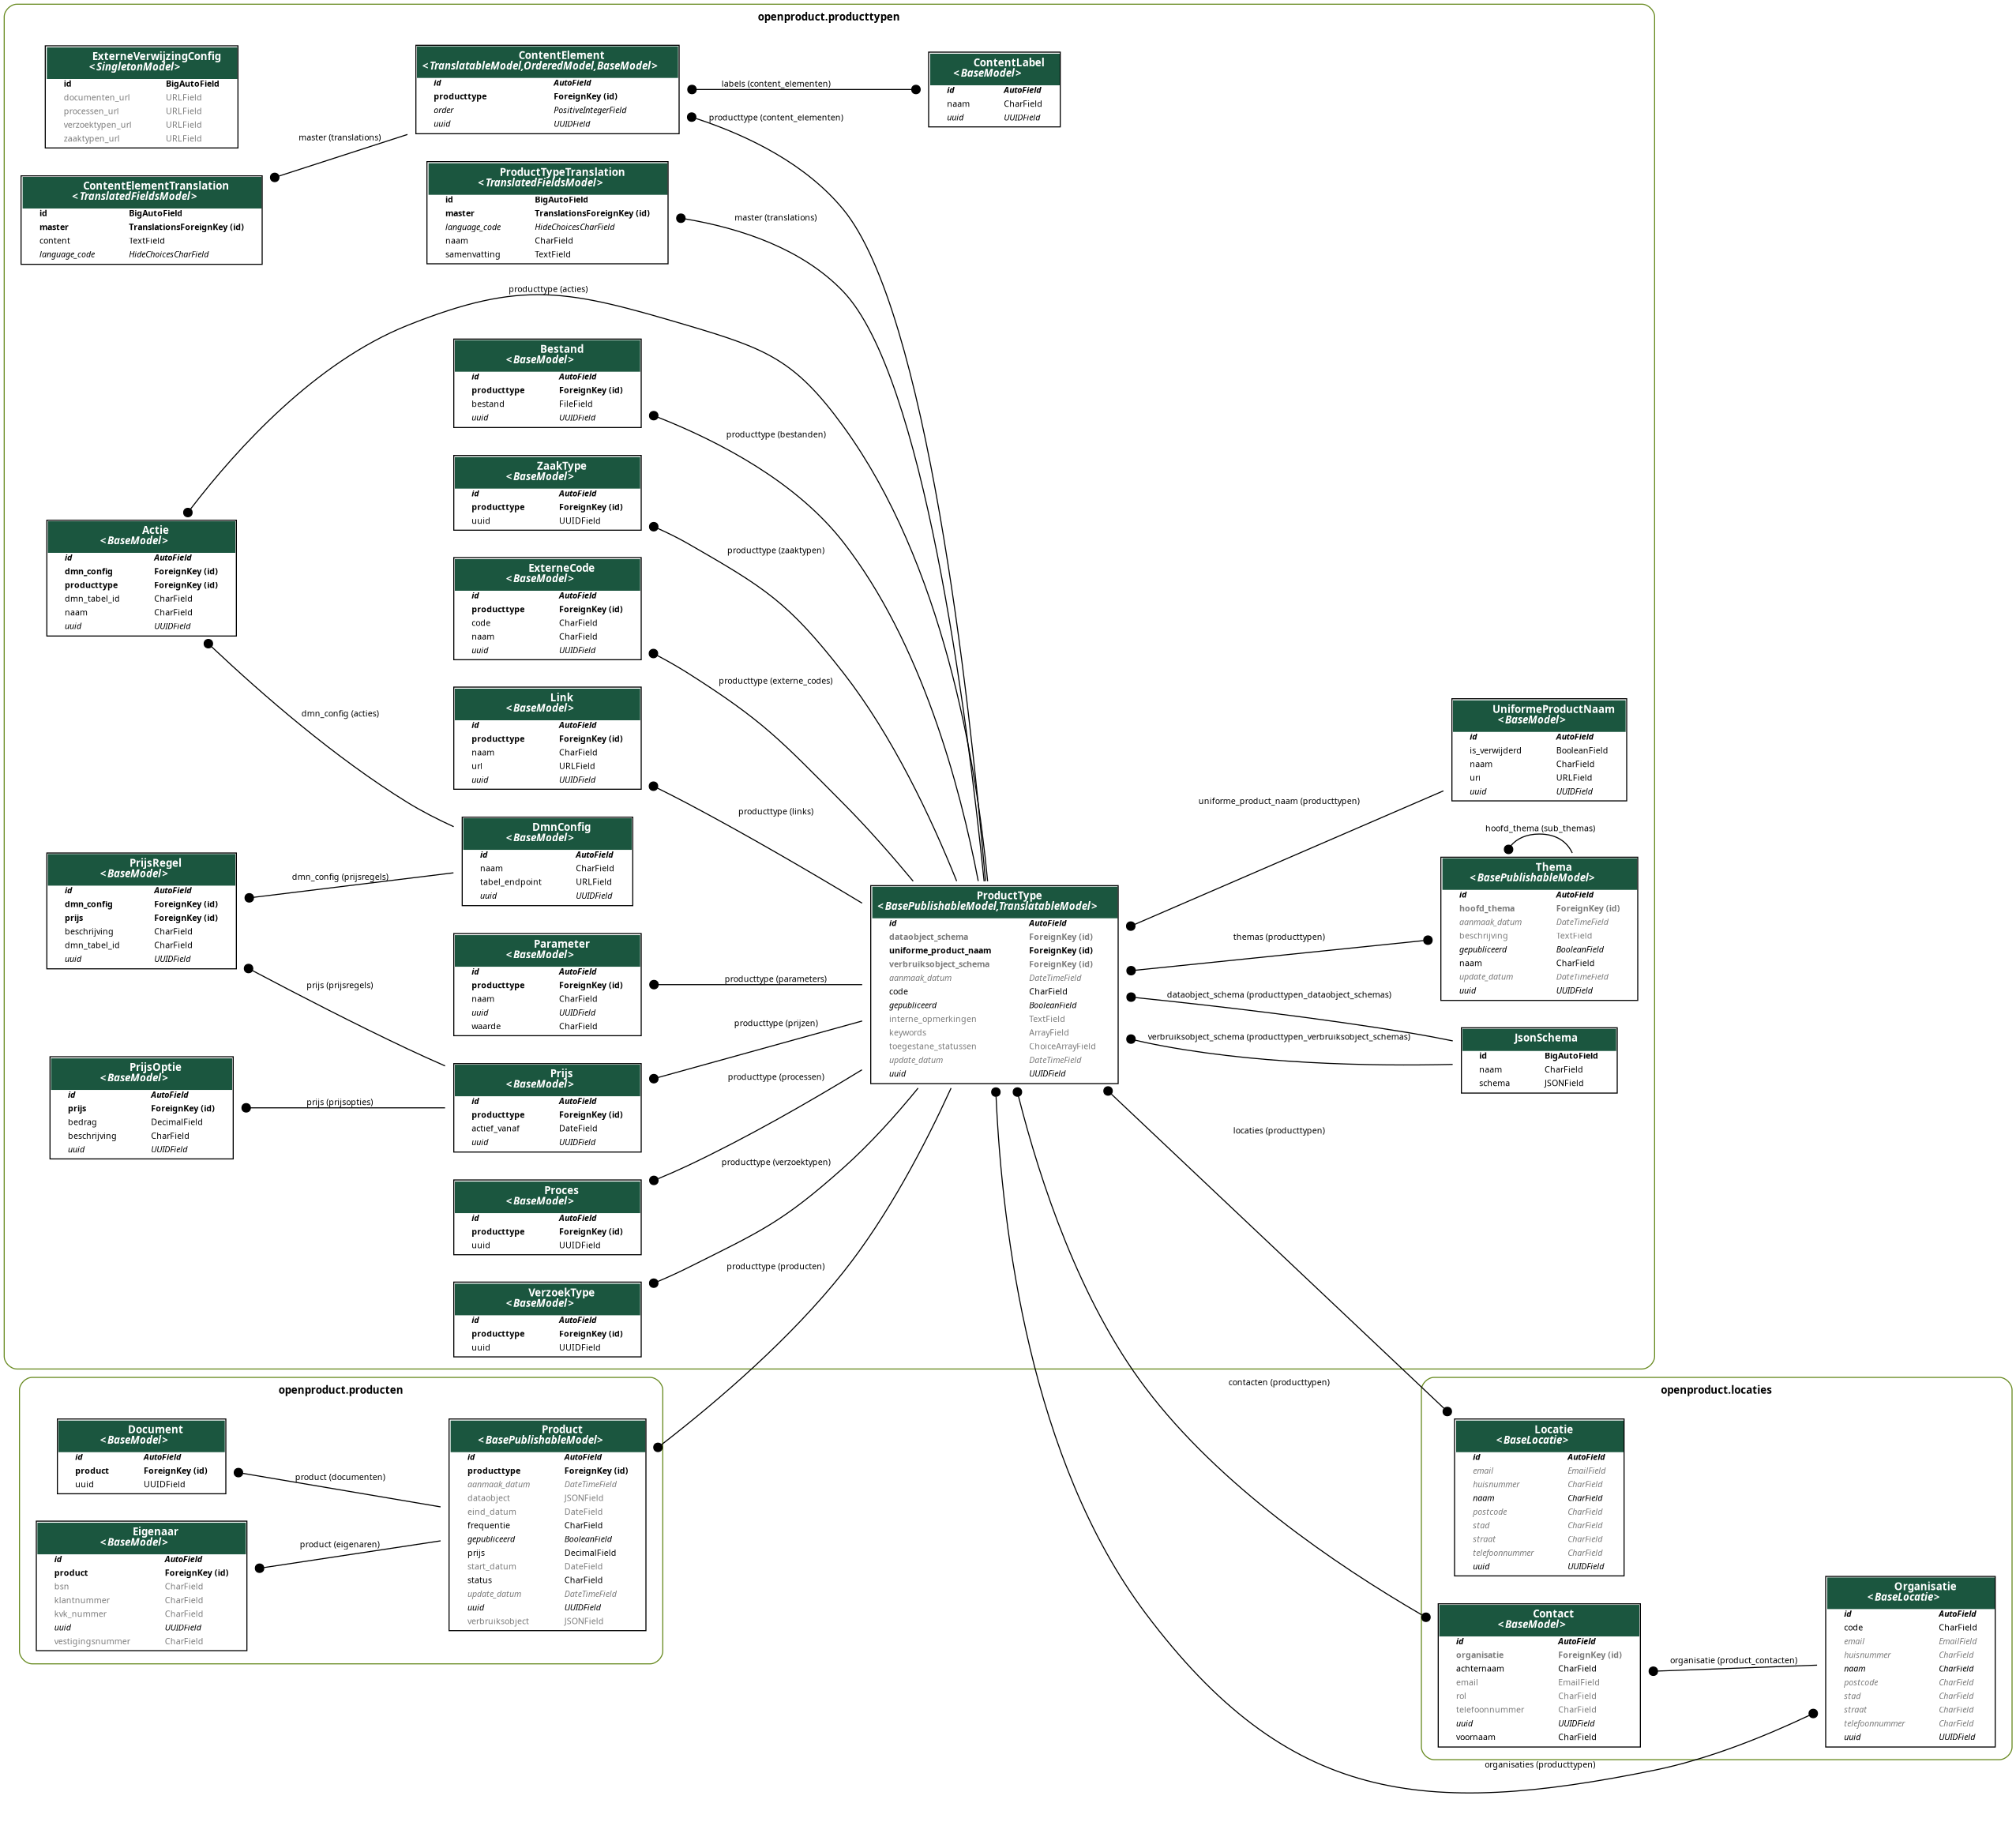 openproduct.producttypen
ExterneVerwijzingConfig
<SingletonModel>
id BigAutoField
documenten_url URLField
processen_url URLField
verzoektypen_url URLField
zaaktypen_url URLField
ContentElement
<TranslatableModel,OrderedModel,BaseModel>
id AutoField
producttype ForeignKey (id)
order PositiveIntegerField
uuid UUIDField
labels (content_elementen)
producttype (content_elementen)
ContentLabel
<BaseModel>
id AutoField
naam CharField
uuid UUIDField
master (translations)
ContentElementTranslation
<TranslatedFieldsModel>
id BigAutoField
master TranslationsForeignKey (id)
content TextField
language_code HideChoicesCharField
ProductTypeTranslation
<TranslatedFieldsModel>
id BigAutoField
master TranslationsForeignKey (id)
language_code HideChoicesCharField
naam CharField
samenvatting TextField
master (translations)
producttype (acties)
Bestand
<BaseModel>
id AutoField
producttype ForeignKey (id)
bestand FileField
uuid UUIDField
producttype (bestanden)
ZaakType
<BaseModel>
id AutoField
producttype ForeignKey (id)
uuid UUIDField
producttype (zaaktypen)
Actie
<BaseModel>
id AutoField
dmn_config ForeignKey (id)
producttype ForeignKey (id)
dmn_tabel_id CharField
naam CharField
uuid UUIDField
dmn_config (acties)
ExterneCode
<BaseModel>
id AutoField
producttype ForeignKey (id)
code CharField
naam CharField
uuid UUIDField
producttype (externe_codes)
Link
<BaseModel>
id AutoField
producttype ForeignKey (id)
naam CharField
url URLField
uuid UUIDField
producttype (links)
DmnConfig
<BaseModel>
id AutoField
naam CharField
tabel_endpoint URLField
uuid UUIDField
PrijsRegel
<BaseModel>
id AutoField
dmn_config ForeignKey (id)
prijs ForeignKey (id)
beschrijving CharField
dmn_tabel_id CharField
uuid UUIDField
dmn_config (prijsregels)
prijs (prijsregels)
Parameter
<BaseModel>
id AutoField
producttype ForeignKey (id)
naam CharField
uuid UUIDField
waarde CharField
producttype (parameters)
PrijsOptie
<BaseModel>
id AutoField
prijs ForeignKey (id)
bedrag DecimalField
beschrijving CharField
uuid UUIDField
prijs (prijsopties)
Prijs
<BaseModel>
id AutoField
producttype ForeignKey (id)
actief_vanaf DateField
uuid UUIDField
producttype (prijzen)
producttype (processen)
Proces
<BaseModel>
id AutoField
producttype ForeignKey (id)
uuid UUIDField
producttype (verzoektypen)
VerzoekType
<BaseModel>
id AutoField
producttype ForeignKey (id)
uuid UUIDField
producttype (producten)
ProductType
<BasePublishableModel,TranslatableModel>
id AutoField
dataobject_schema ForeignKey (id)
uniforme_product_naam ForeignKey (id)
verbruiksobject_schema ForeignKey (id)
aanmaak_datum DateTimeField
code CharField
gepubliceerd BooleanField
interne_opmerkingen TextField
keywords ArrayField
toegestane_statussen ChoiceArrayField
update_datum DateTimeField
uuid UUIDField
UniformeProductNaam
<BaseModel>
id AutoField
is_verwijderd BooleanField
naam CharField
uri URLField
uuid UUIDField
uniforme_product_naam (producttypen)
hoofd_thema (sub_themas)
Thema
<BasePublishableModel>
id AutoField
hoofd_thema ForeignKey (id)
aanmaak_datum DateTimeField
beschrijving TextField
gepubliceerd BooleanField
naam CharField
update_datum DateTimeField
uuid UUIDField
themas (producttypen)
dataobject_schema (producttypen_dataobject_schemas)
verbruiksobject_schema (producttypen_verbruiksobject_schemas)
JsonSchema
id BigAutoField
naam CharField
schema JSONField
locaties (producttypen)
contacten (producttypen)
organisaties (producttypen)
openproduct.producten
Document
<BaseModel>
id AutoField
product ForeignKey (id)
uuid UUIDField
product (documenten)
Eigenaar
<BaseModel>
id AutoField
product ForeignKey (id)
bsn CharField
klantnummer CharField
kvk_nummer CharField
uuid UUIDField
vestigingsnummer CharField
product (eigenaren)
Product
<BasePublishableModel>
id AutoField
producttype ForeignKey (id)
aanmaak_datum DateTimeField
dataobject JSONField
eind_datum DateField
frequentie CharField
gepubliceerd BooleanField
prijs DecimalField
start_datum DateField
status CharField
update_datum DateTimeField
uuid UUIDField
verbruiksobject JSONField
openproduct.locaties
Locatie
<BaseLocatie>
id AutoField
email EmailField
huisnummer CharField
naam CharField
postcode CharField
stad CharField
straat CharField
telefoonnummer CharField
uuid UUIDField
Contact
<BaseModel>
id AutoField
organisatie ForeignKey (id)
achternaam CharField
email EmailField
rol CharField
telefoonnummer CharField
uuid UUIDField
voornaam CharField
organisatie (product_contacten)
Organisatie
<BaseLocatie>
id AutoField
code CharField
email EmailField
huisnummer CharField
naam CharField
postcode CharField
stad CharField
straat CharField
telefoonnummer CharField
uuid UUIDField